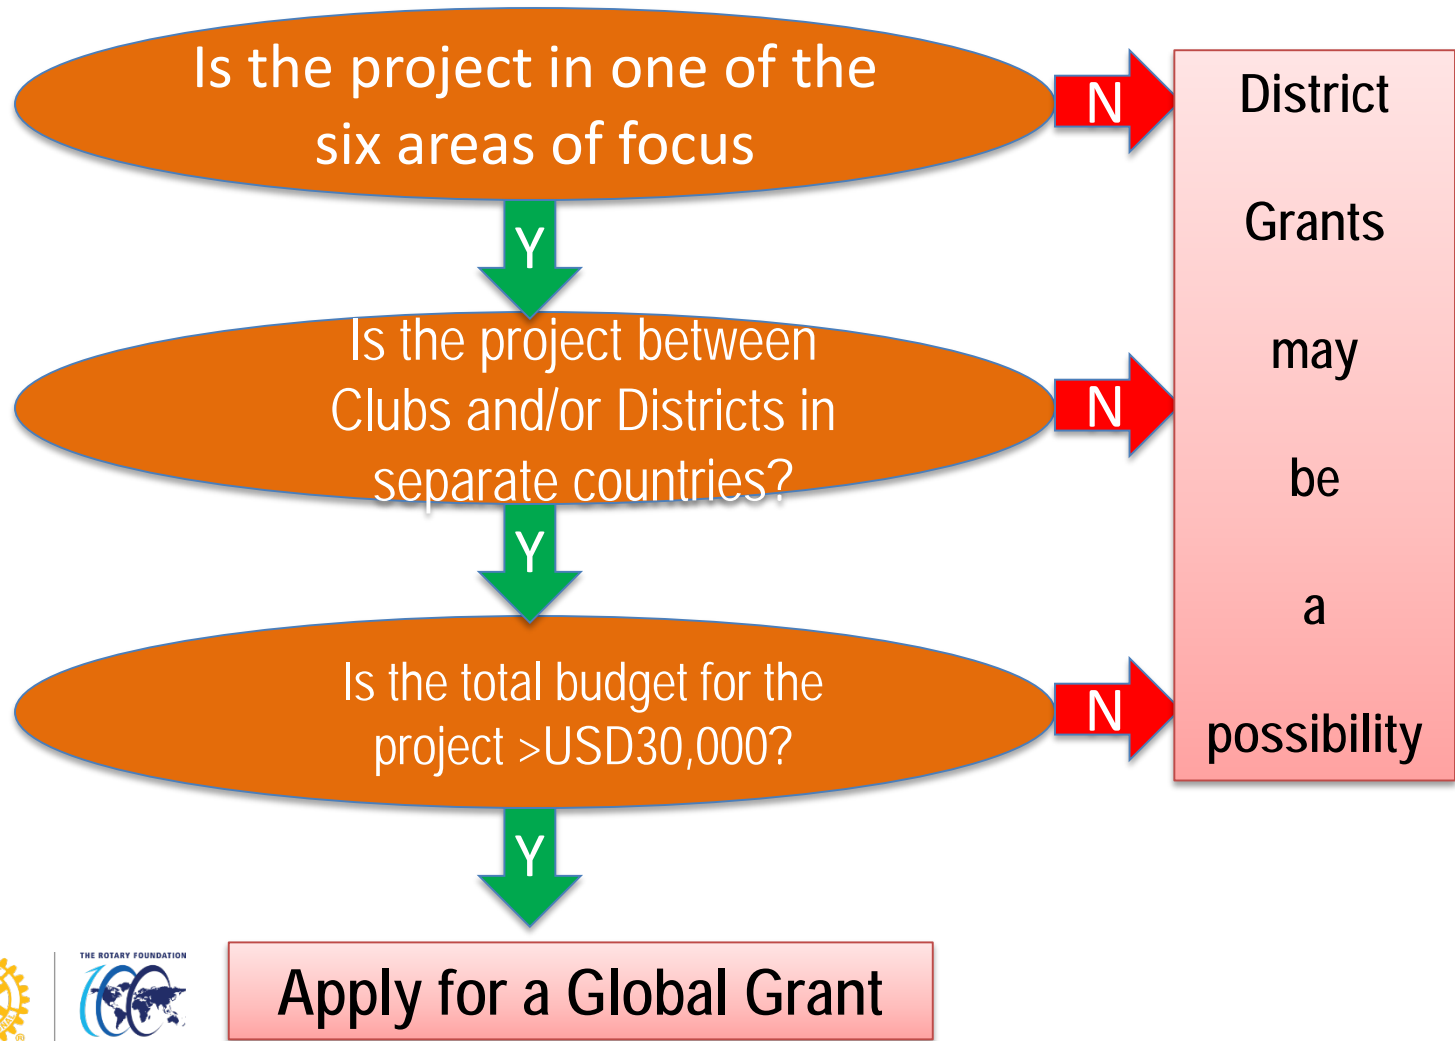 Is the project in one of the
six areas of focus
N
Y
Is the project between
Clubs and/or Districts in
separate countries?
N
Y
Is the total budget for the
project >USD30,000?
N
Y
District
Grants
may
be
a
possibility
THE ROTARY FOUNDATION
100
Apply for a Global Grant